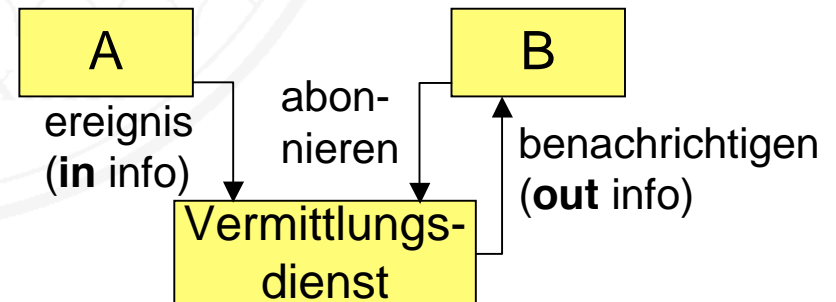 A
B
ereignis
(in info)
abon-
nieren
benachrichtigen
(out info)
Vermittlungs-
dienst